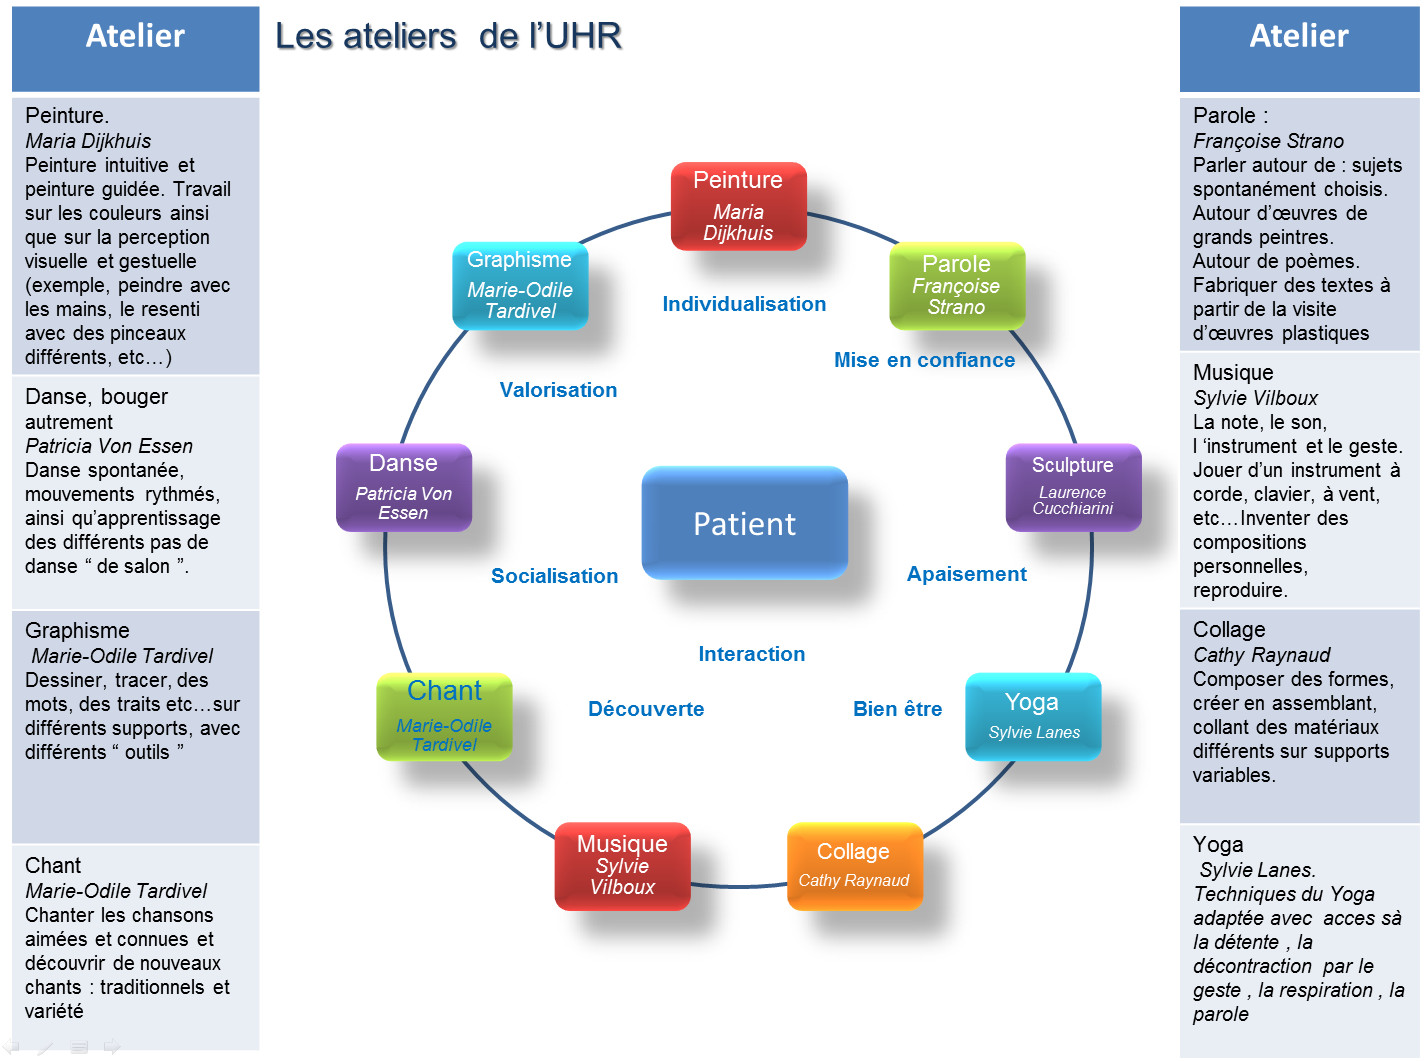 Atelier
Peinture.
Maria Dijkhuis
Peinture intuitive et
peinture guidée. Travail
sur les couleurs ainsi
que sur la perception
visuelle et gestuelle
(exemple, peindre avec
les mains, le resenti
avec des pinceaux
différents, etc…)
Danse, bouger
autrement
Patricia Von Essen
Danse spontanée,
mouvements rythmés,
ainsi qu’apprentissage
des différents pas de
danse “ de salon ”.
Graphisme
Marie-Odile Tardivel
Dessiner, tracer, des
mots, des traits etc…sur
différents supports, avec
différents “ outils ”
Chant
Marie-Odile Tardivel
Chanter les chansons
aimées et connues et
découvrir de nouveaux
chants : traditionnels et
variété
Les ateliers de l’UHR
Peinture
Maria
Dijkhuis
Parole
Françoise
Strano
Sculpture
Laurence
Cucchiarini
Yoga
Sylvie Lanes
Collage
Cathy Raynaud
Musique
Sylvie
Vilboux
Chant
Marie-Odile
Tardivel
Danse
Patricia Von
Essen
Graphisme
Marie-Odile
Tardivel
Individualisation
Mise en confiance
Valorisation
Patient
Socialisation
Apaisement
Interaction
Découverte
Bien être
Atelier
Parole :
Françoise Strano
Parler autour de : sujets
spontanément choisis.
Autour d’œuvres de
grands peintres.
Autour de poèmes.
Fabriquer des textes à
partir de la visite
d’œuvres plastiques
Musique
Sylvie Vilboux
La note, le son,
l ‘instrument et le geste.
Jouer d’un instrument à
corde, clavier, à vent,
etc…Inventer des
compositions
personnelles,
reproduire.
Collage
Cathy Raynaud
Composer des formes,
créer en assemblant,
collant des matériaux
différents sur supports
variables.
Yoga
Sylvie Lanes.
Techniques du Yoga
adaptée avec acces sà
la détente , la
décontraction par le
geste , la respiration , la
parole